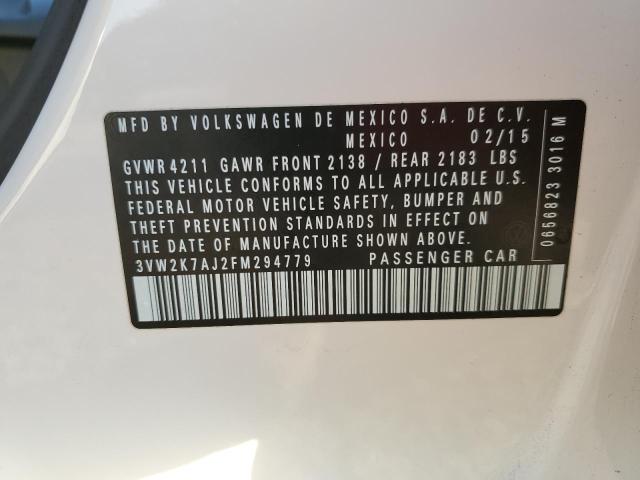 MFD BY VOLKSWAGEN DE MEXICO S.A. DE C.V.
MEXICO 02/15
GVWR 4211 GAWR FRONT 2138 / REAR 2183 LBS
THIS VEHICLE CONFORMS TO ALL APPLICABLE U.S.
FEDERAL MOTOR VEHICLE SAFETY, BUMPER AND
THEFT PREVENTION STANDARDS IN EFFECT ON
THE DATE OF MANUFACTURE SHOWN ABOVE.
3VW2K7AJ2FM294779 PASSENGER CAR
0656823 3016 M